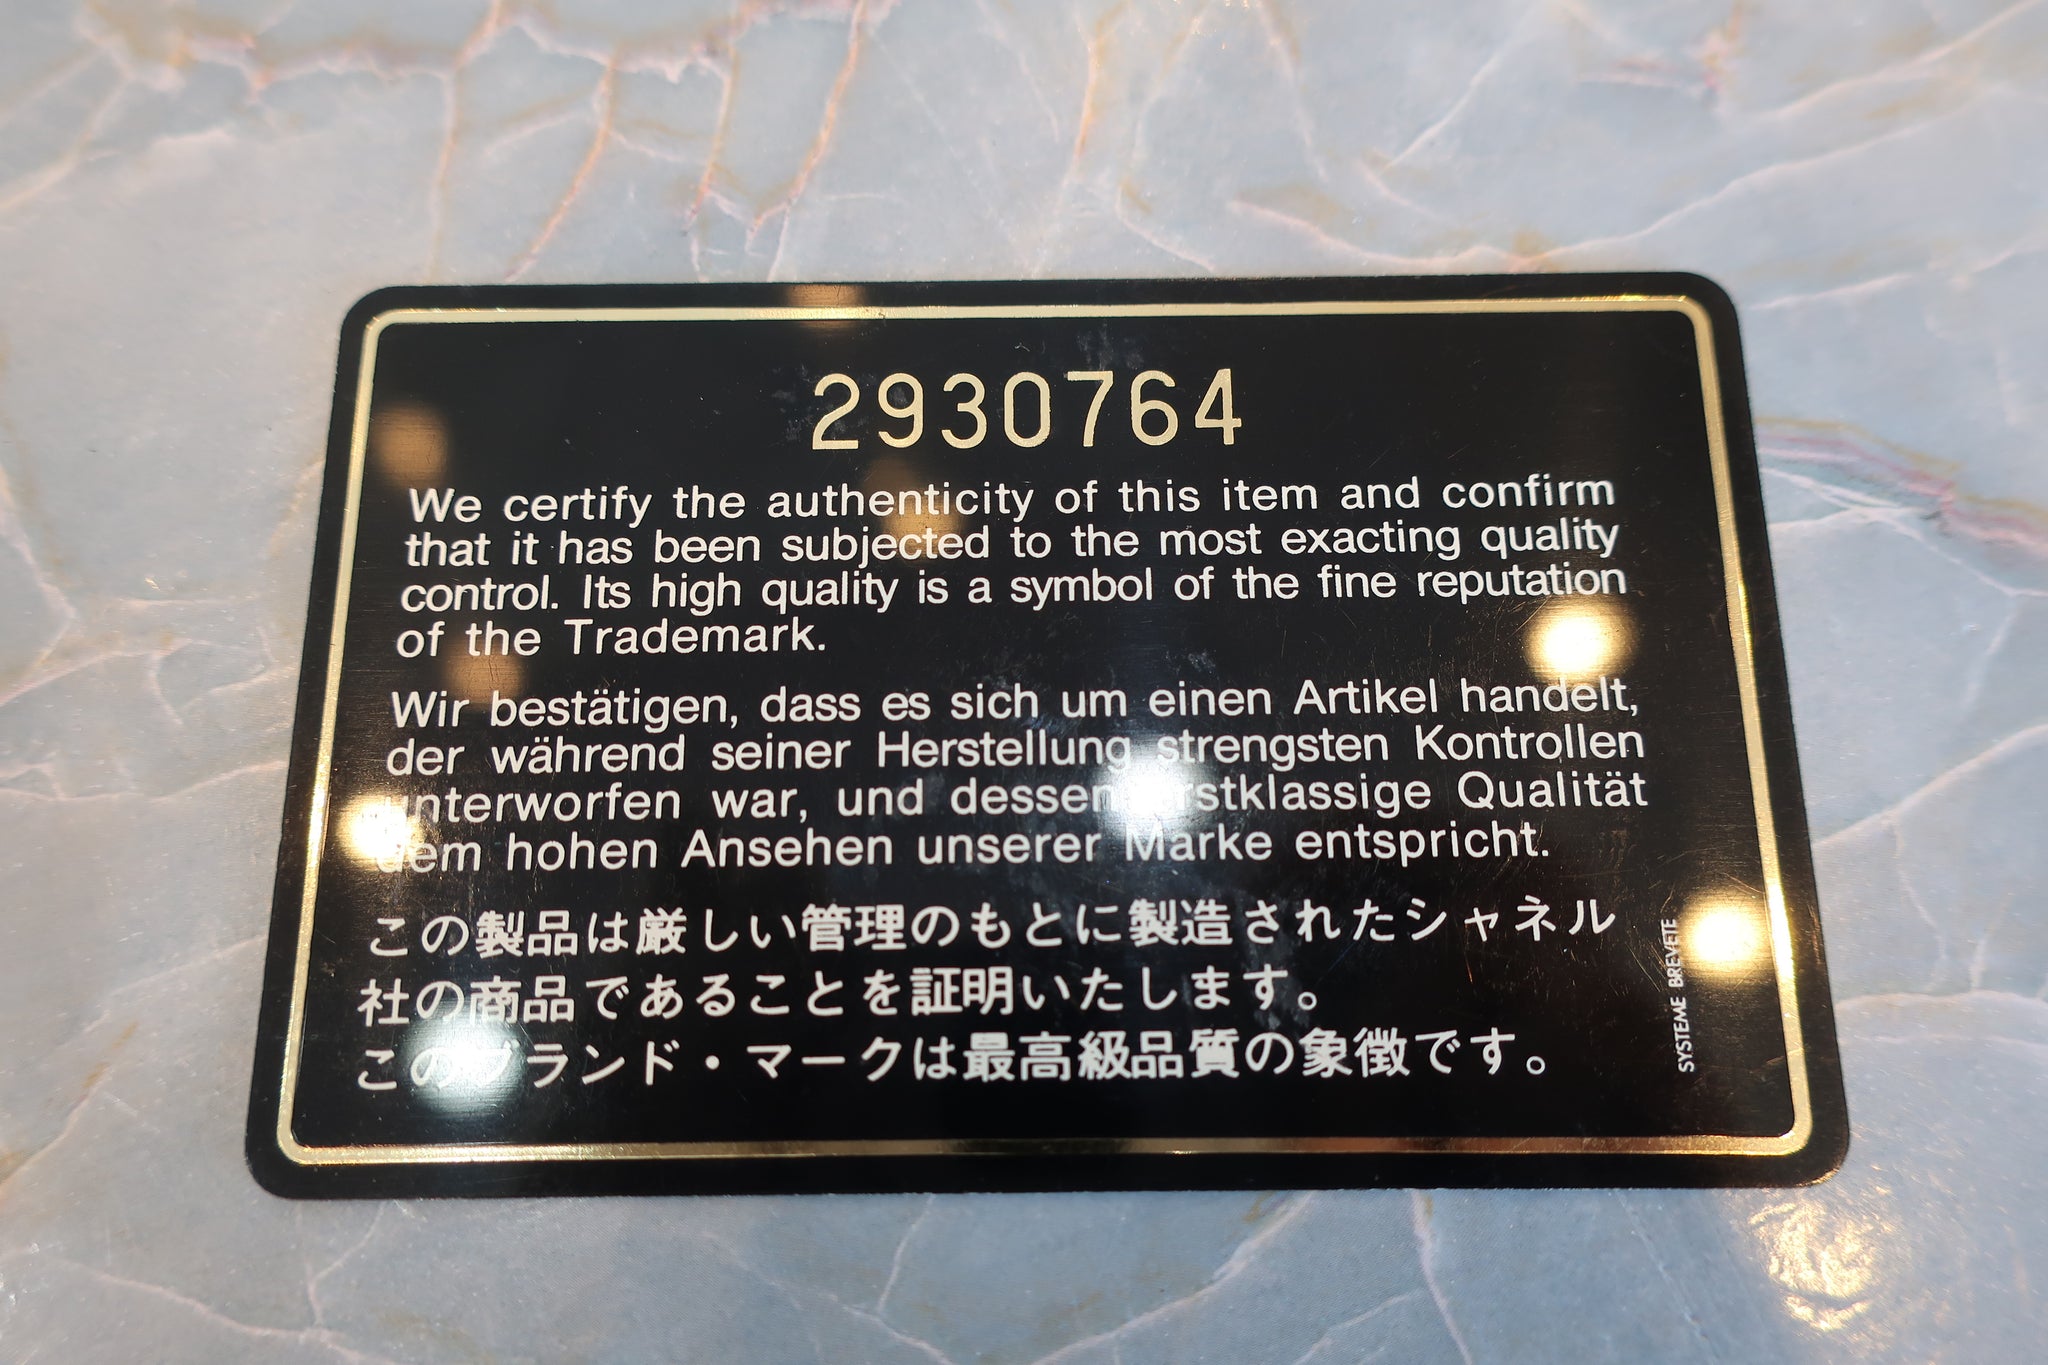 2930764
We certify the authenticity of this item and confirm
that it has been subjected to the most exacting quality
control. Its high quality is a symbol of the fine reputation
of the Trademark.
Wir bestätigen, dass es sich um einen Artikel handelt,
der während seiner Herstellung strengsten Kontrollen
unterworfen war, und dessen erstklassige Qualität
dem hohen Ansehen unserer Marke entspricht.
この製品は厳しい管理のもとに製造されたシャネル
社の商品であることを証明いたします。
このブランド・マークは最高級品質の象徴です。
SYSTEME BREVETE